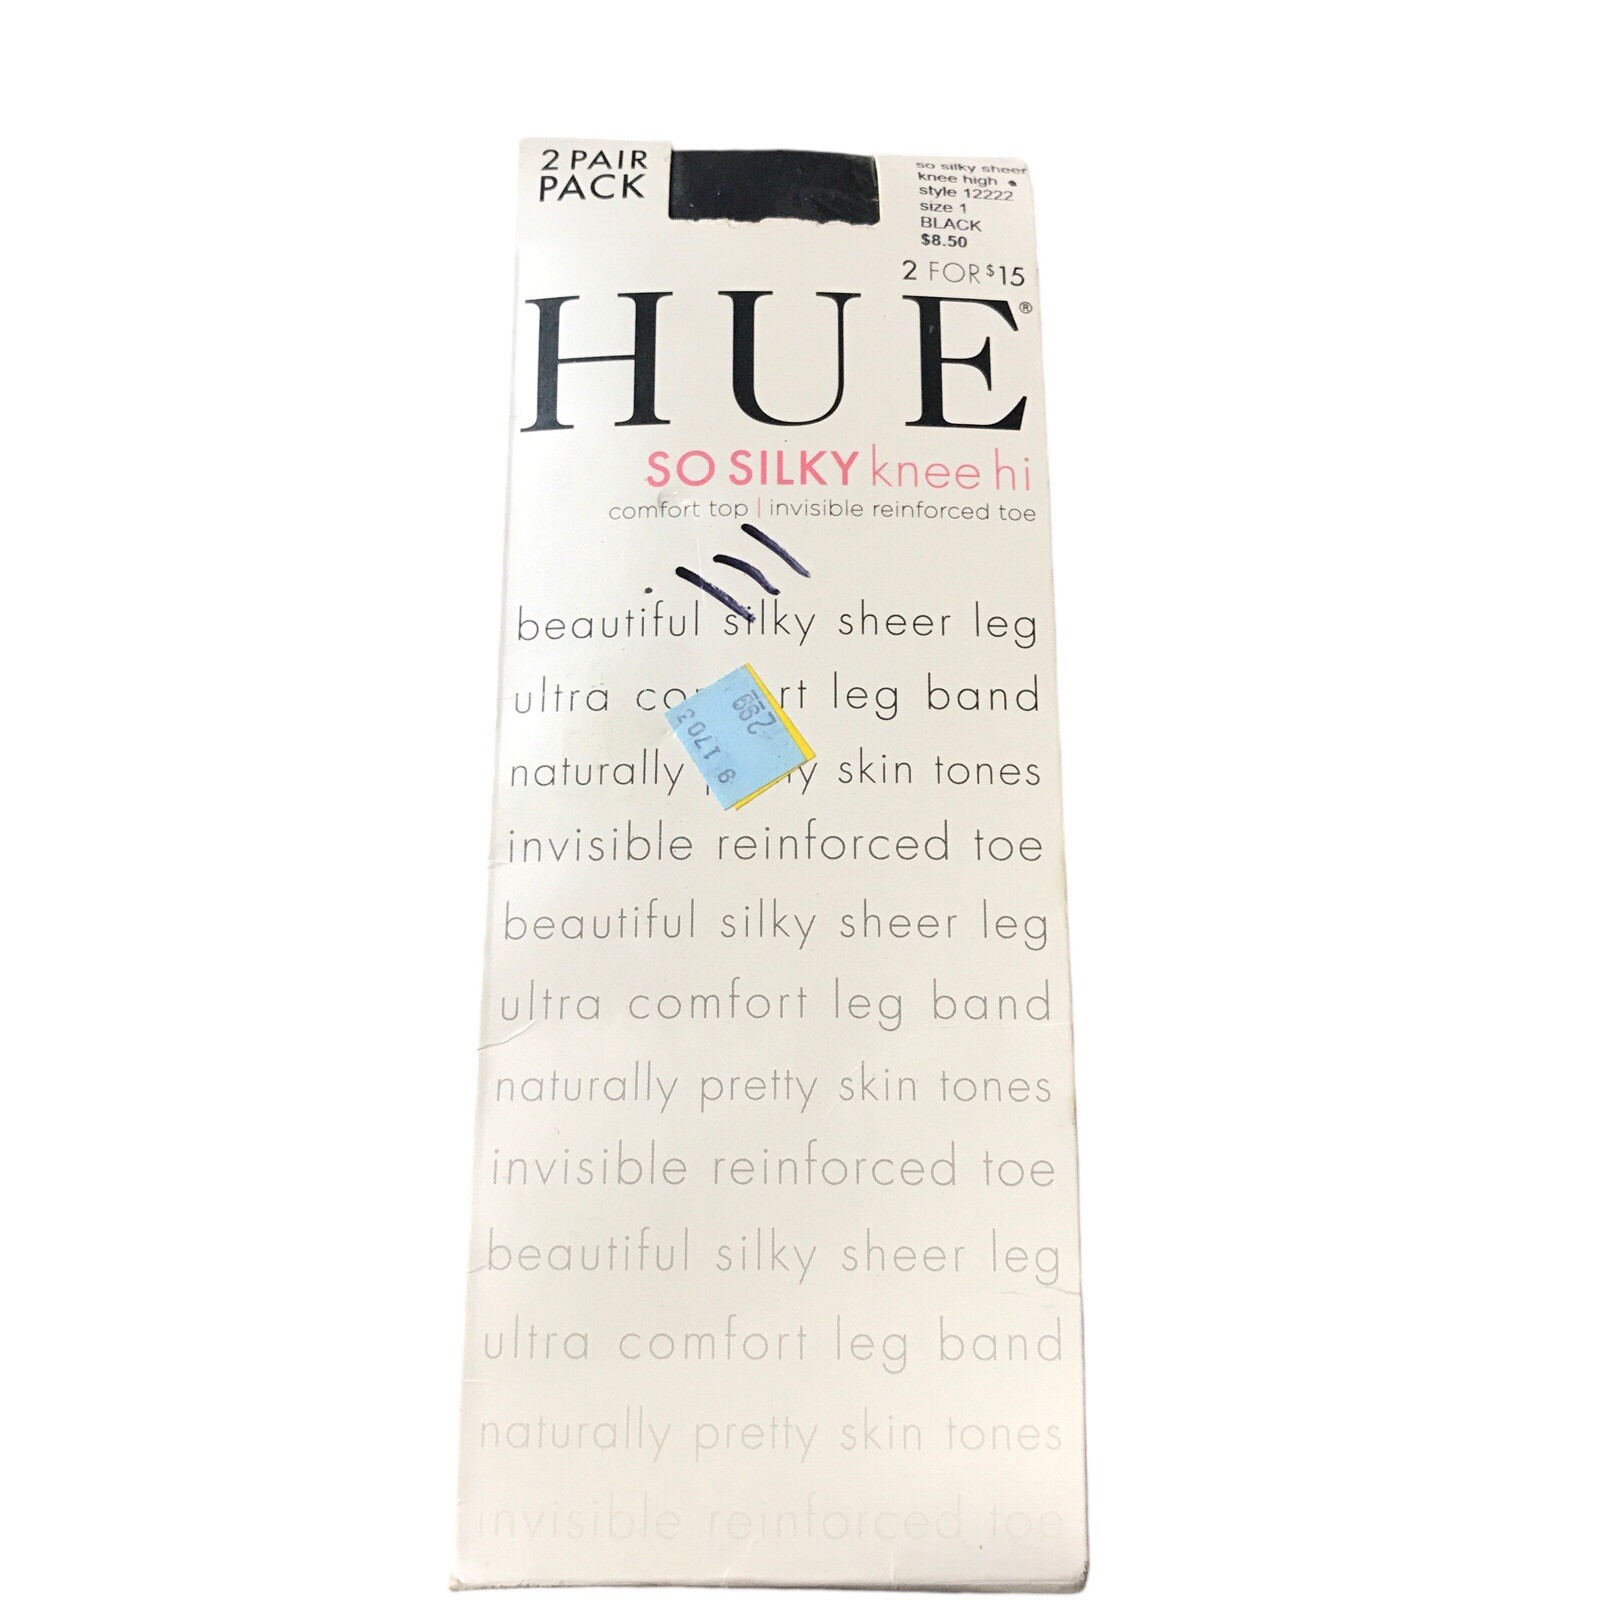 2 PAIR
PACK
so silky sheer
knee high
style 12222
size 1
BLACK
$8.50
2 FOR $15
HUE®
SO SILKY knee hi
comfort top | invisible reinforced toe
beautiful silky sheer leg
ultra co rt leg band
naturally y skin tones
299
9 1703
invisible reinforced toe
beautiful silky sheer leg
ultra comfort leg band
naturally pretty skin tones
invisible reinforced toe
beautiful silky sheer leg
ultra comfort leg band
naturally pretty skin tones
invisible reinforced toe